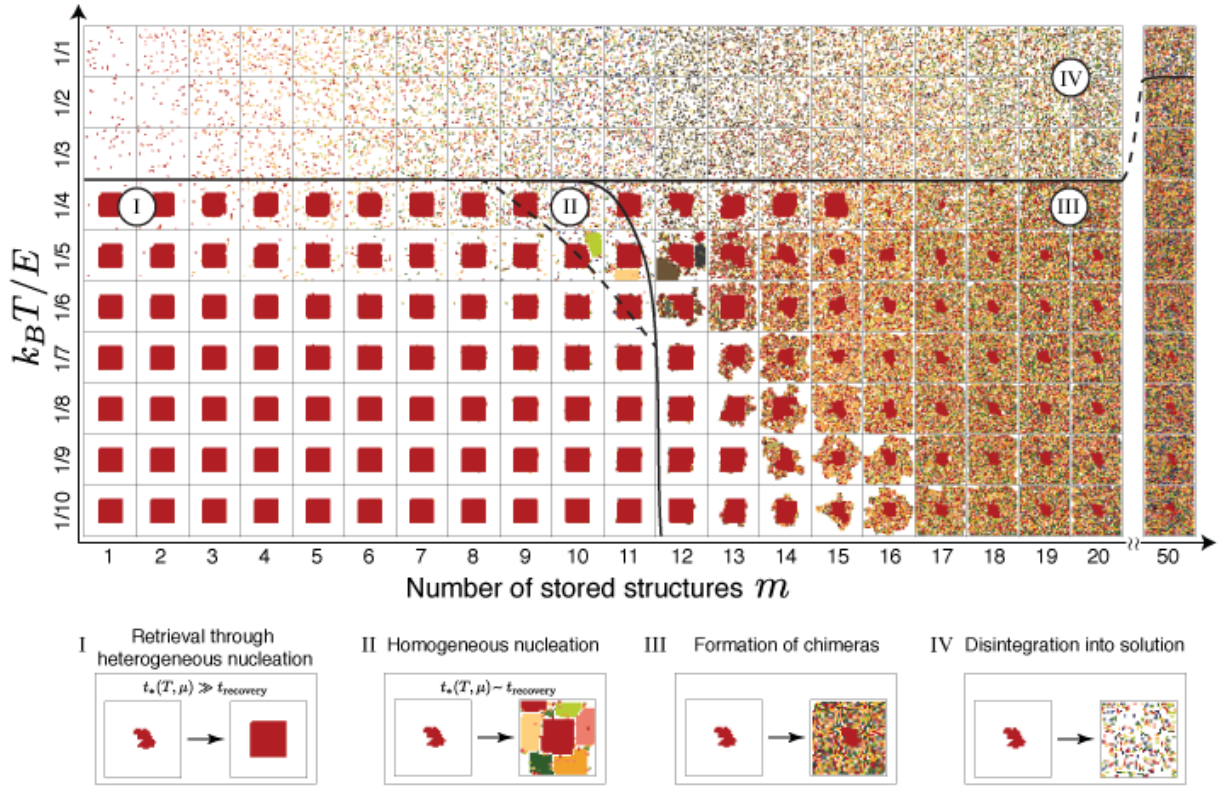 1/1
1/2
1/3
1/4
1/5
1/6
1/7
1/8
1/9
1/10
k_B T/E
I
II
III
IV
1 2 3 4 5 6 7 8 9 10 11 12 13 14 15 16 17 18 19 20 50
Number of stored structures m
I Retrieval through
heterogeneous nucleation
t_*(T, μ) ≫ t_recovery
II Homogeneous nucleation
t_*(T, μ) ~ t_recovery
III Formation of chimeras
IV Disintegration into solution